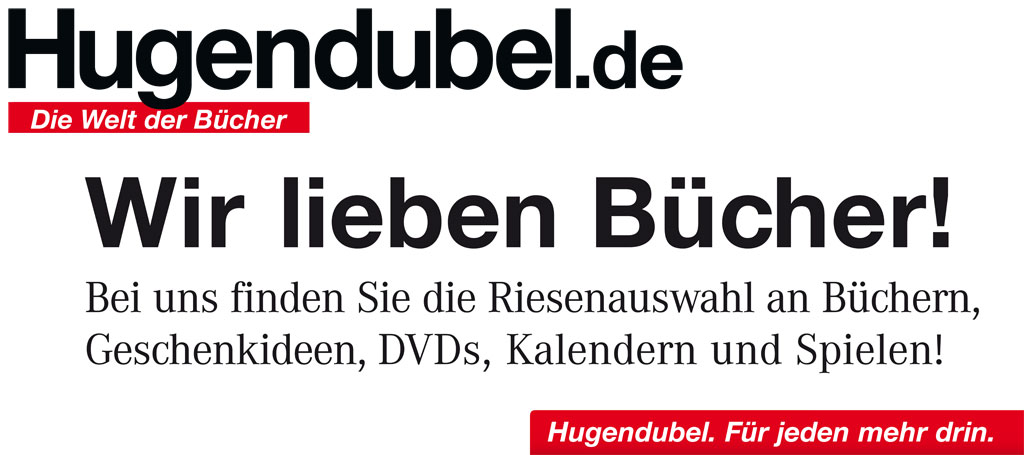 Hugendubel.de
Die Welt der Bücher
Wir lieben Bücher!
Bei uns finden Sie die Riesenauswahl an Büchern,
Geschenkideen, DVDs, Kalendern und Spielen!
Hugendubel. Für jeden mehr drin.